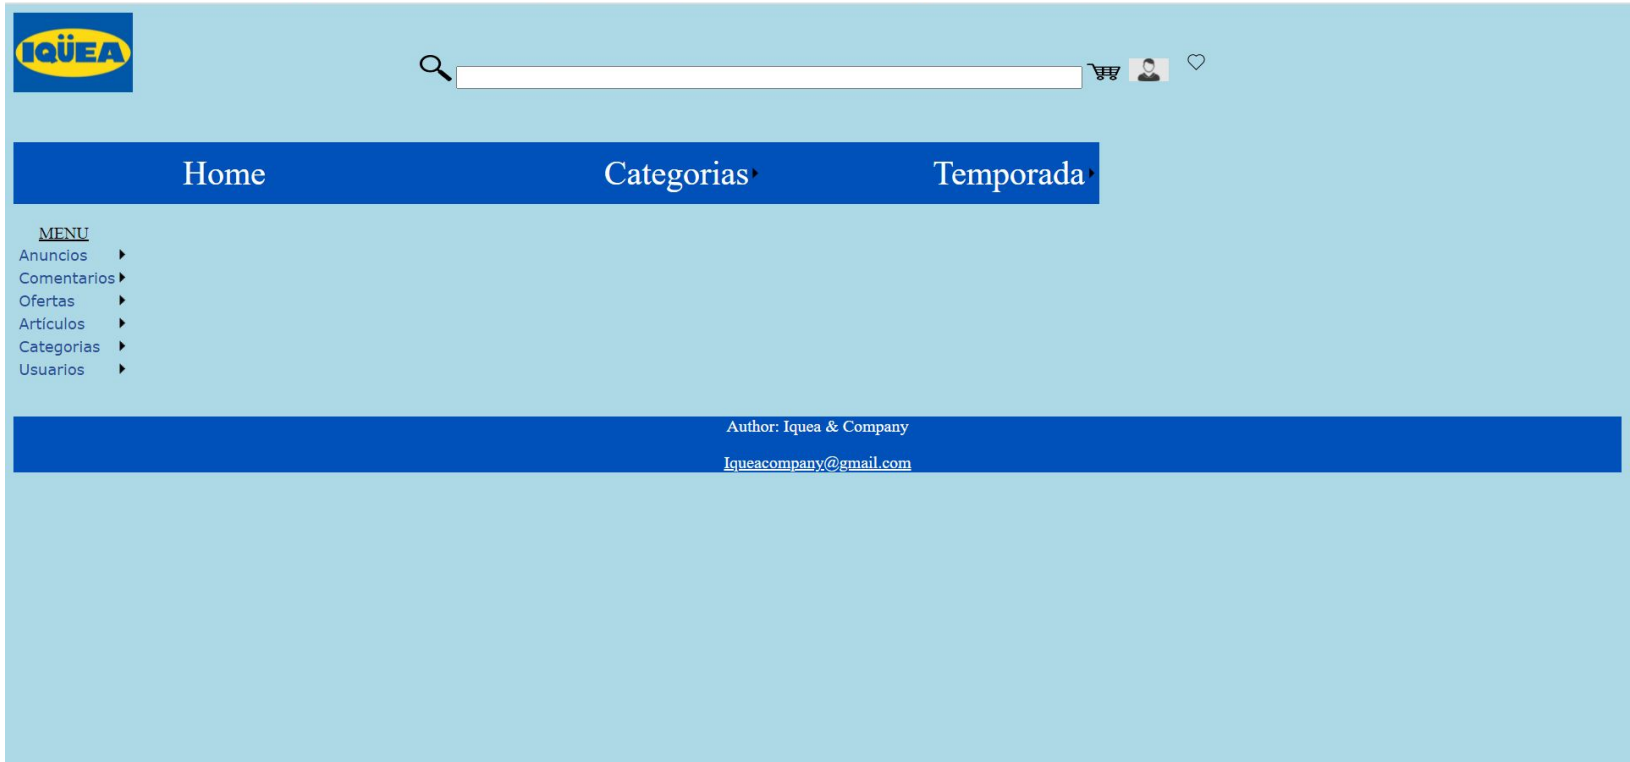 IQÜEA
Home Categorias Temporada
MENU
Anuncios
Comentarios
Ofertas
Artículos
Categorias
Usuarios
Author: Iquea & Company
Iqueacompany@gmail.com